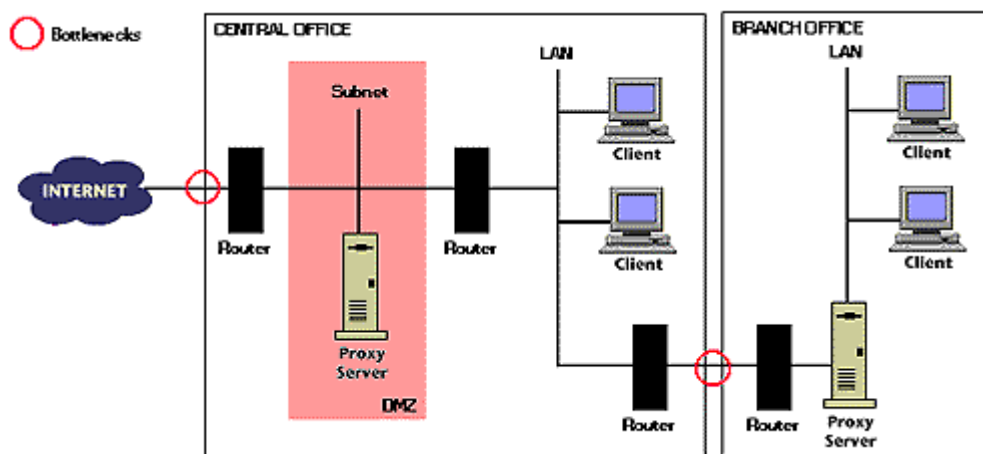 Bottlenecks
CENTRAL OFFICE
BRANCH OFFICE
LAN
LAN
Subnet
Client
Client
INTERNET
Client
Client
Router
Router
Proxy
Server
DMZ
Router
Router
Proxy
Server